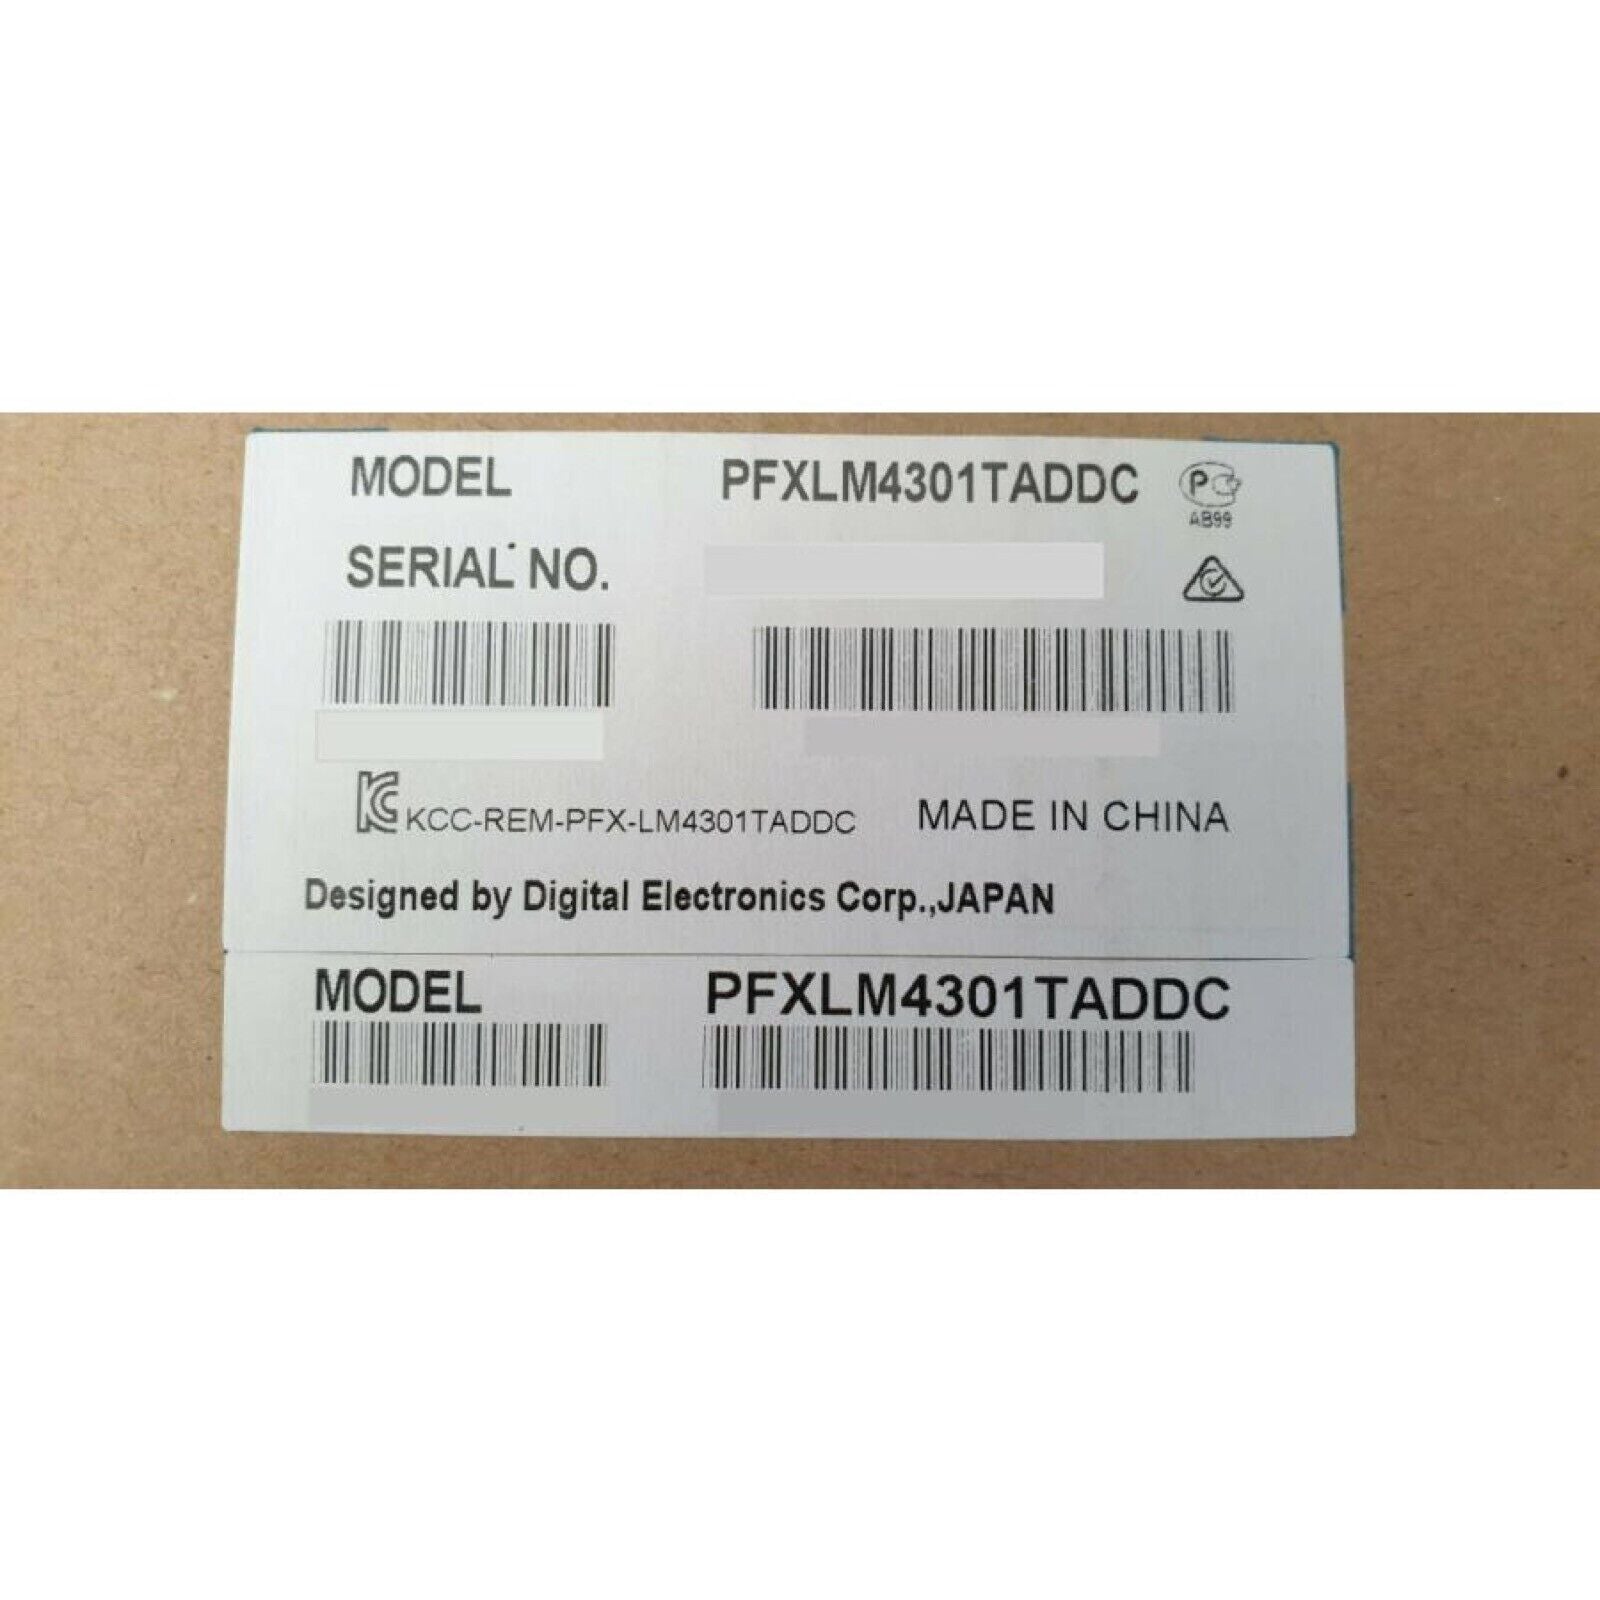 MODEL PFXLM4301TADDC
AB99
SERIAL NO.
KCC-REM-PFX-LM4301TADDC MADE IN CHINA
Designed by Digital Electronics Corp.,JAPAN
MODEL PFXLM4301TADDC